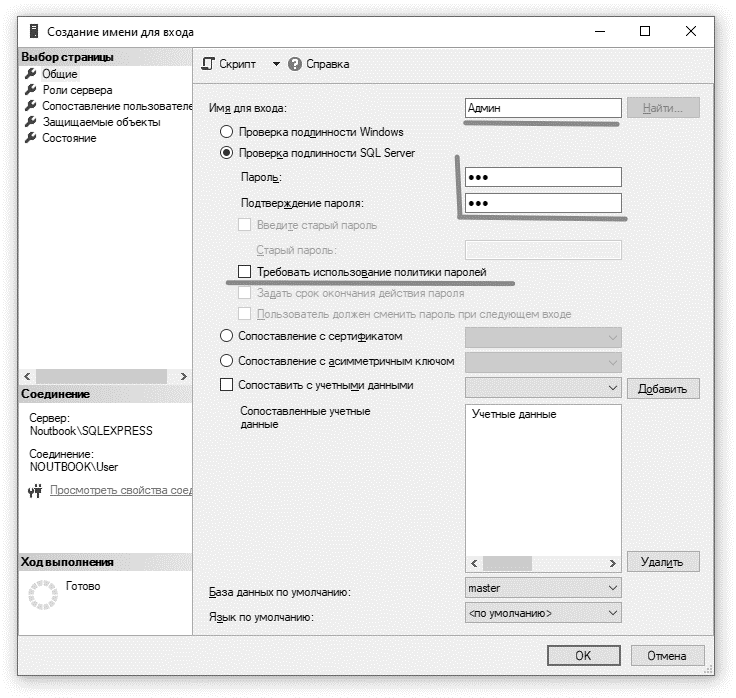 Создание имени для входа
Выбор страницы
Общие
Роли сервера
Сопоставление пользователе
Защищаемые объекты
Состояние
Скрипт
Справка
Имя для входа:
Админ
Найти...
Проверка подлинности Windows
Проверка подлинности SQL Server
Пароль:
●●●
Подтверждение пароля:
●●●
Введите старый пароль
Старый пароль:
Требовать использование политики паролей
Задать срок окончания действия пароля
Пользователь должен сменить пароль при следующем входе
Сопоставление с сертификатом
Сопоставление с асимметричным ключом
Сопоставить с учетными данными
Добавить
Сопоставленные учетные
данные
Учетные данные
Удалить
База данных по умолчанию:
master
Язык по умолчанию:
<по умолчанию>
Соединение
Сервер:
Noutbook\SQLEXPRESS
Соединение:
NOUTBOOK\User
Просмотреть свойства соед
Ход выполнения
Готово
OK
Отмена